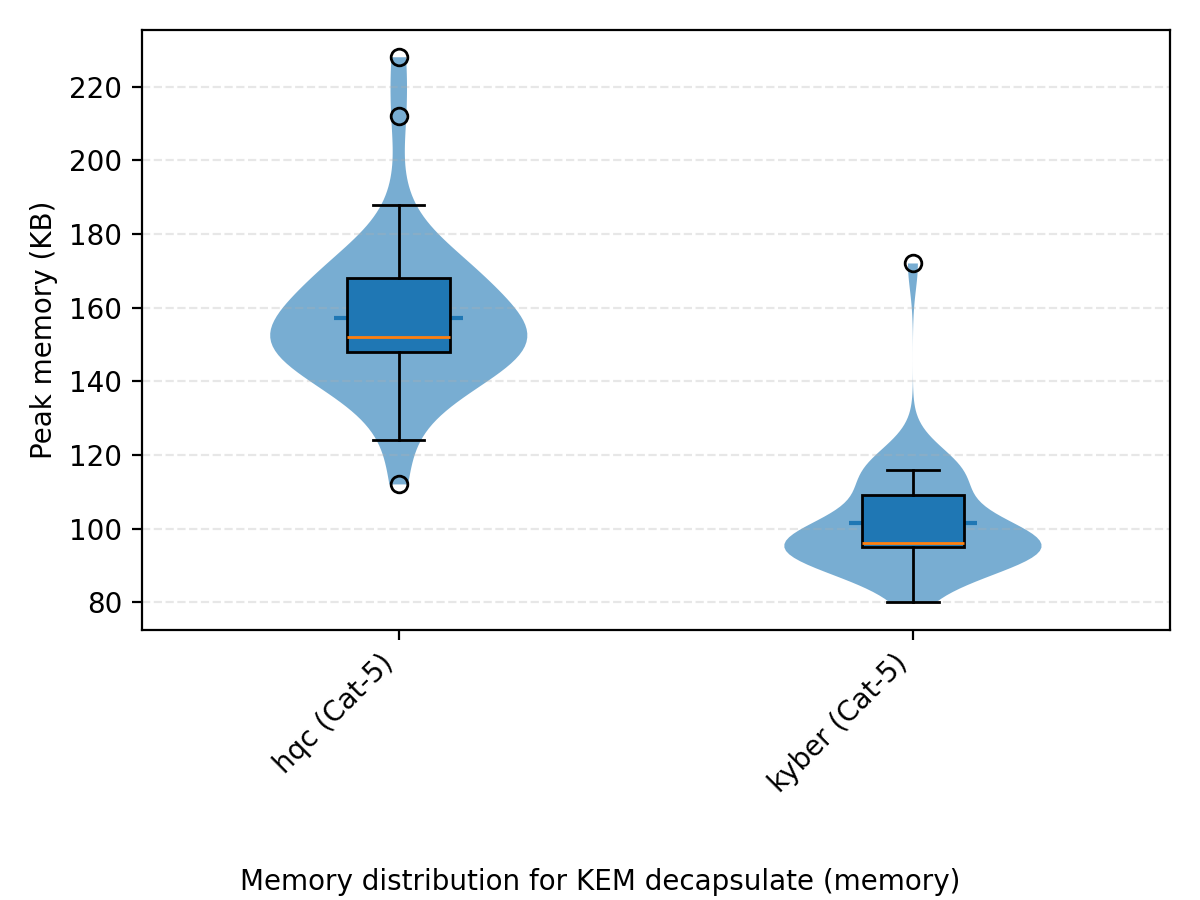 Peak memory (KB)
220
200
180
160
140
120
100
80
hqc (Cat-5)
kyber (Cat-5)
Memory distribution for KEM decapsulate (memory)